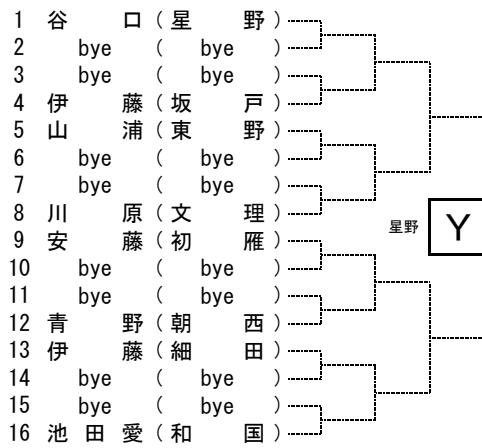 1 谷 口 ( 星 野 )
2 bye ( bye )
3 bye ( bye )
4 伊 藤 ( 坂 戸 )
5 山 浦 ( 東 野 )
6 bye ( bye )
7 bye ( bye )
8 川 原 ( 文 理 )
星野 Y
9 安 藤 ( 初 雁 )
10 bye ( bye )
11 bye ( bye )
12 青 野 ( 朝 西 )
13 伊 藤 ( 細 田 )
14 bye ( bye )
15 bye ( bye )
16 池 田 愛 ( 和 国 )